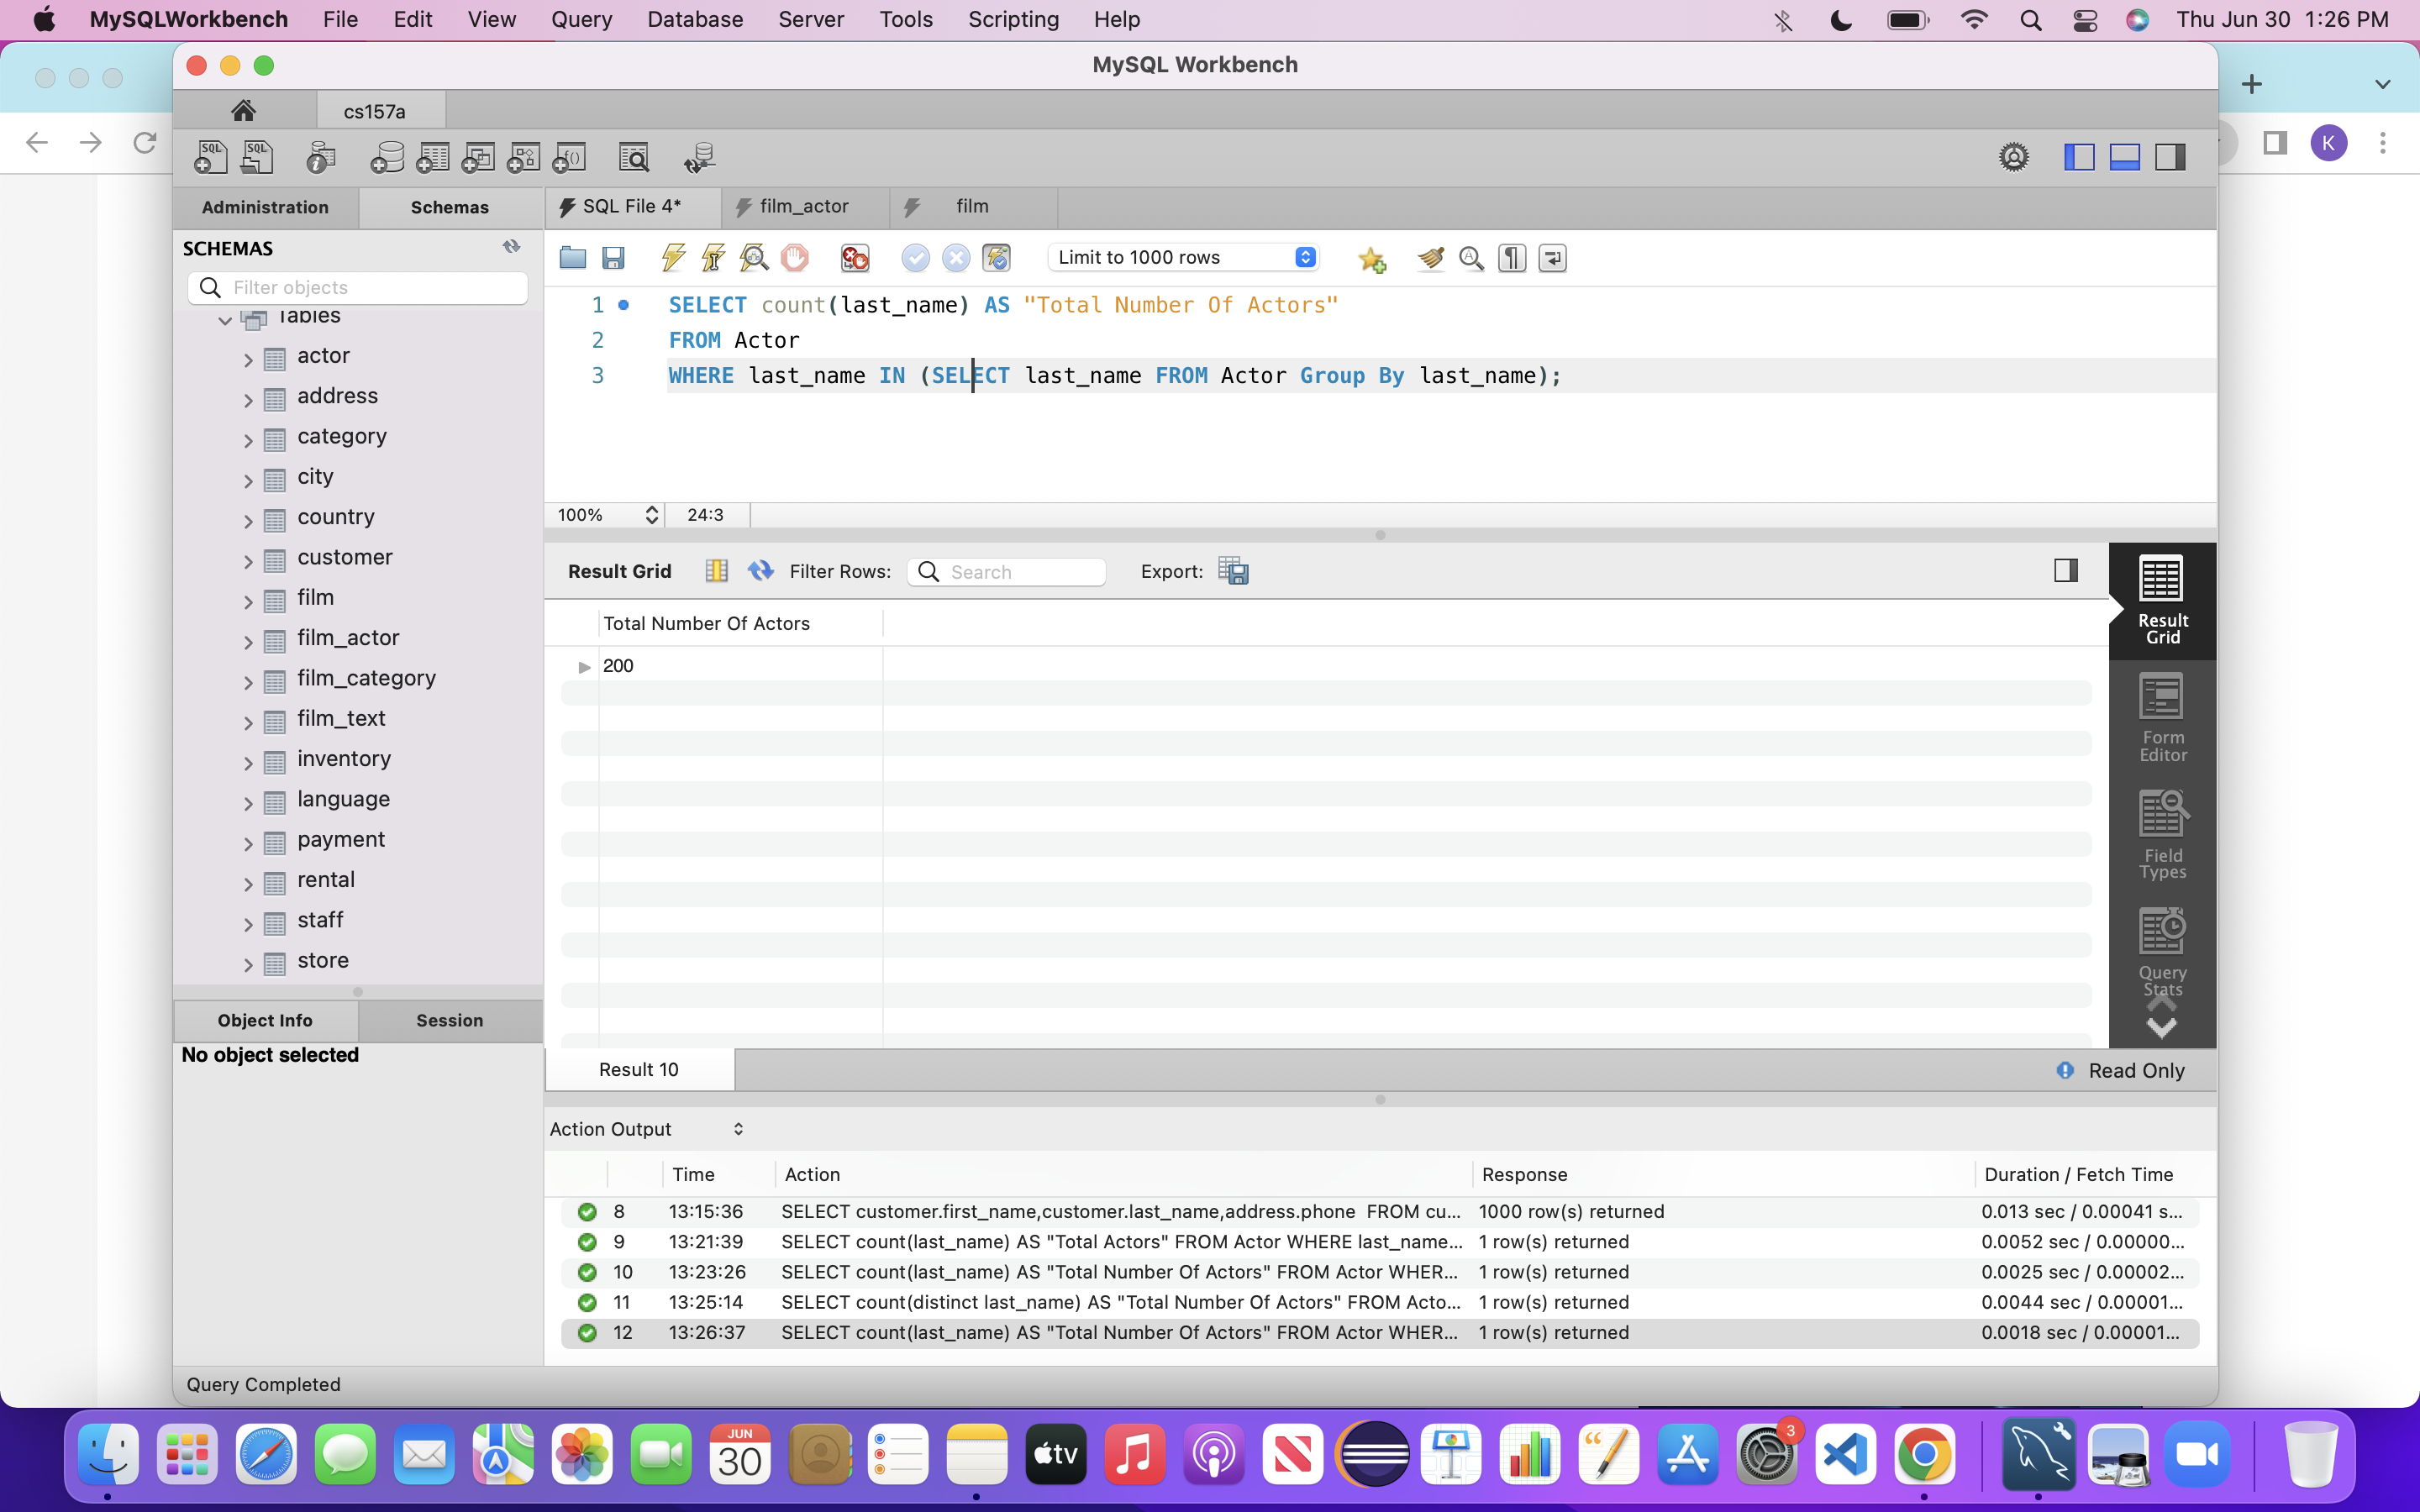 MySQLWorkbench File Edit View Query Database Server Tools Scripting Help Thu Jun 30 1:26 PM
MySQL Workbench
cs157a
K
Administration Schemas SQL File 4* film_actor film
SCHEMAS
Limit to 1000 rows
Filter objects
1 SELECT count(last_name) AS "Total Number Of Actors"
2 FROM Actor
3 WHERE last_name IN (SELECT last_name FROM Actor Group By last_name);
Tables
actor
address
category
city
country
customer
film
film_actor
film_category
film_text
inventory
language
payment
rental
staff
store
100% 24:3
Result Grid Filter Rows: Search Export:
Total Number Of Actors
200
Result
Grid
Form
Editor
Field
Types
Query
Stats
Object Info Session
No object selected
Result 10 Read Only
Action Output
Time Action Response Duration / Fetch Time
8 13:15:36 SELECT customer.first_name,customer.last_name,address.phone FROM cu... 1000 row(s) returned 0.013 sec / 0.00041 s...
9 13:21:39 SELECT count(last_name) AS "Total Actors" FROM Actor WHERE last_name... 1 row(s) returned 0.0052 sec / 0.00000...
10 13:23:26 SELECT count(last_name) AS "Total Number Of Actors" FROM Actor WHER... 1 row(s) returned 0.0025 sec / 0.00002...
11 13:25:14 SELECT count(distinct last_name) AS "Total Number Of Actors" FROM Acto... 1 row(s) returned 0.0044 sec / 0.00001...
12 13:26:37 SELECT count(last_name) AS "Total Number Of Actors" FROM Actor WHER... 1 row(s) returned 0.0018 sec / 0.00001...
Query Completed
JUN
30
tv
3